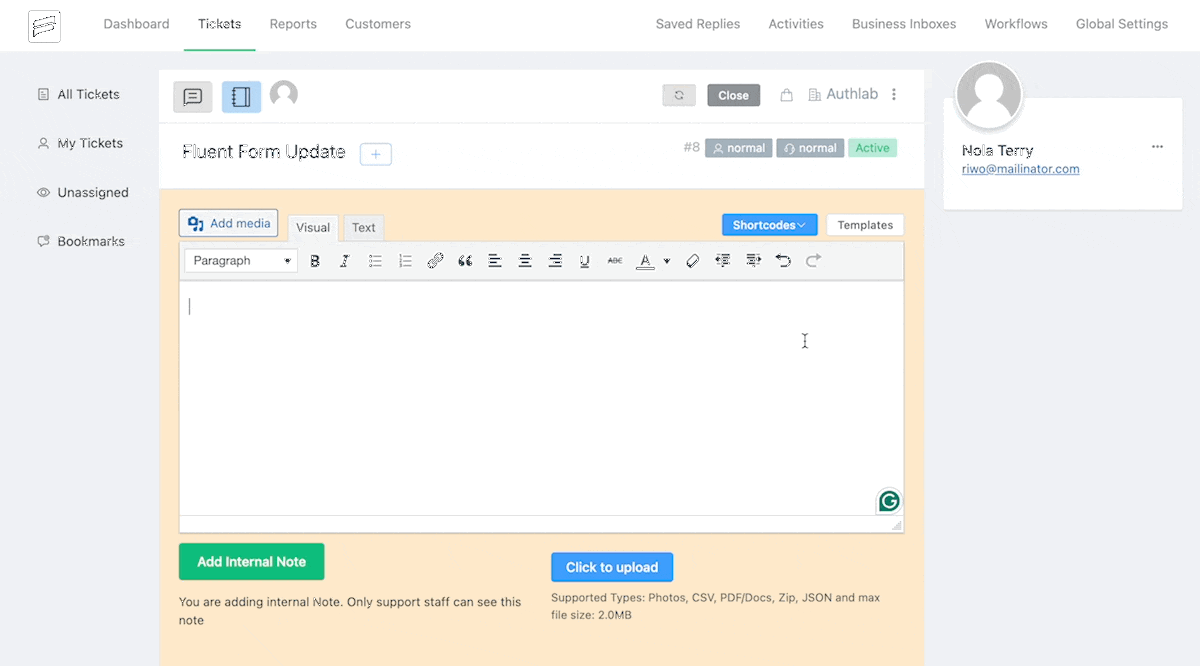 Dashboard Tickets Reports Customers Saved Replies Activities Business Inboxes Workflows Global Settings
All Tickets
My Tickets
Unassigned
Bookmarks
Close Authlab
Fluent Form Update + #8 normal normal Active
Nola Terry
riwo@mailinator.com
Add media Visual Text Shortcodes Templates
Paragraph B I U ABC A
Add Internal Note
You are adding internal Note. Only support staff can see this
note
Click to upload
Supported Types: Photos, CSV, PDF/Docs, Zip, JSON and max
file size: 2.0MB